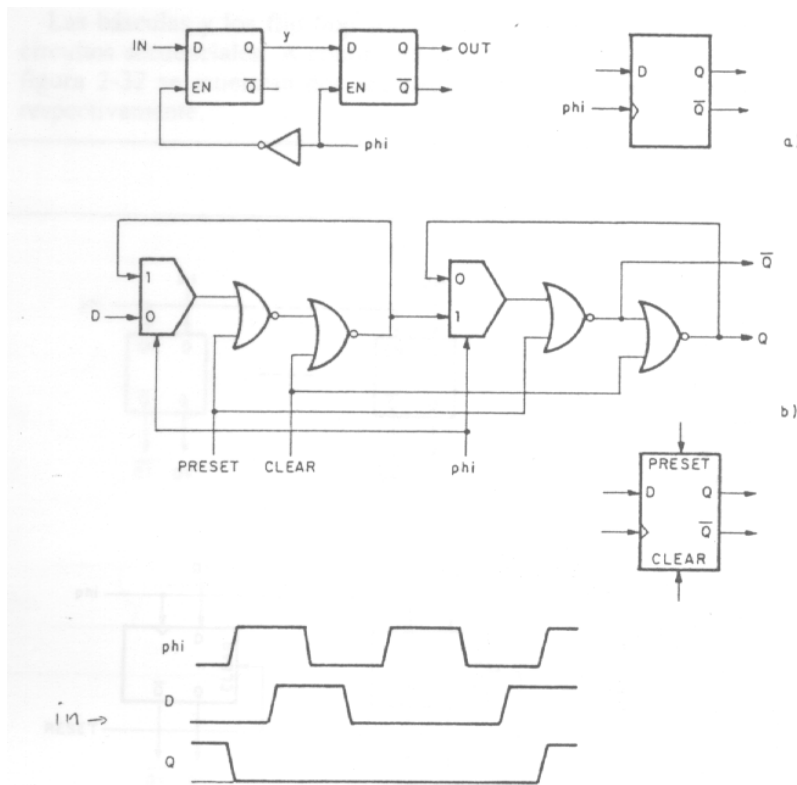 IN D Q y D Q OUT
EN Q̅ EN Q̅
phi
D Q
phi Q̅
a
1 0 Q̅
D 0 1 Q
PRESET CLEAR phi
b)
PRESET
D Q
Q̅
CLEAR
phi
D
in →
Q